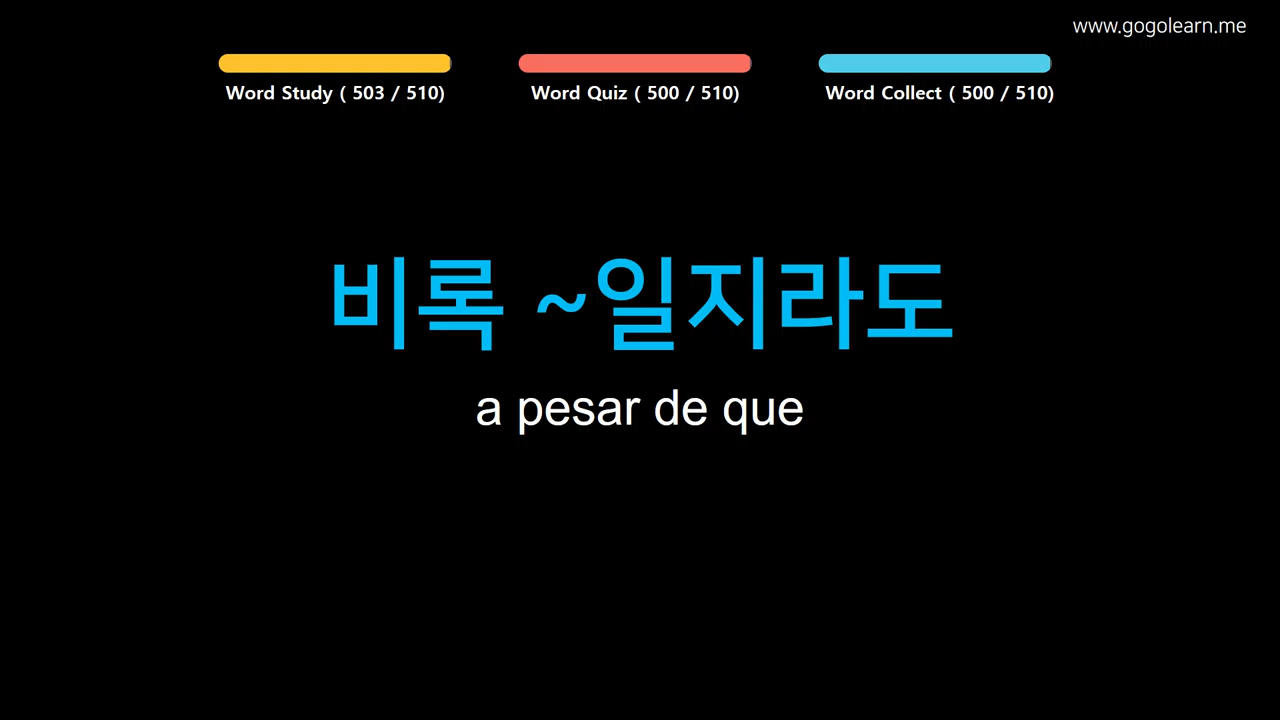 www.gogolearn.me
Word Study ( 503 / 510)
Word Quiz ( 500 / 510)
Word Collect ( 500 / 510)
비록 ~일지라도
a pesar de que